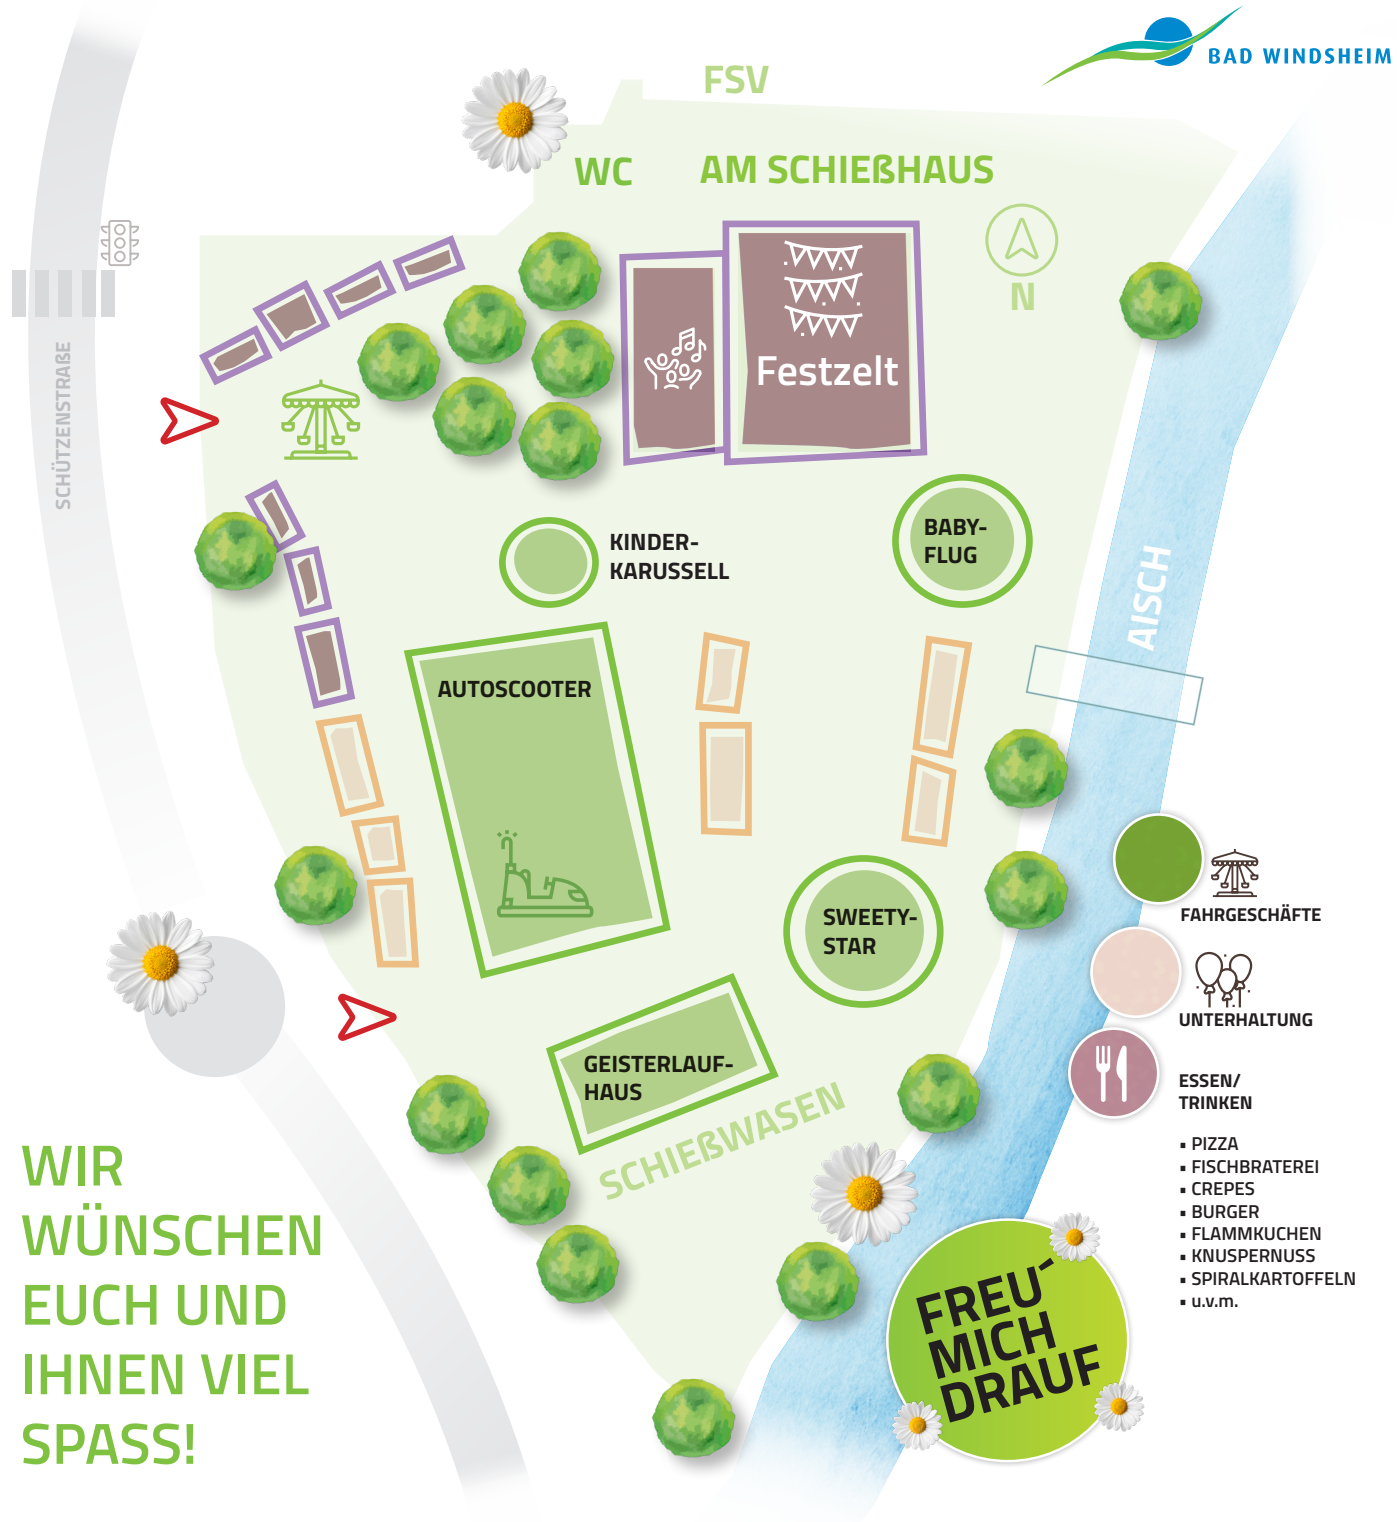 BAD WINDSHEIM
FSV
WC
AM SCHIEßHAUS
N
SCHÜTZENSTRAßE
Festzelt
KINDER-
KARUSSELL
BABY-
FLUG
AISCH
AUTOSCOOTER
SWEETY-
STAR
GEISTERLAUF-
HAUS
SCHIEßWASEN
FAHRGESCHÄFTE
UNTERHALTUNG
ESSEN/
TRINKEN
▪ PIZZA
▪ FISCHBRATEREI
▪ CREPES
▪ BURGER
▪ FLAMMKUCHEN
▪ KNUSPERNUSS
▪ SPIRALKARTOFFELN
▪ u.v.m.
WIR
WÜNSCHEN
EUCH UND
IHNEN VIEL
SPASS!
FREU´
MICH
DRAUF